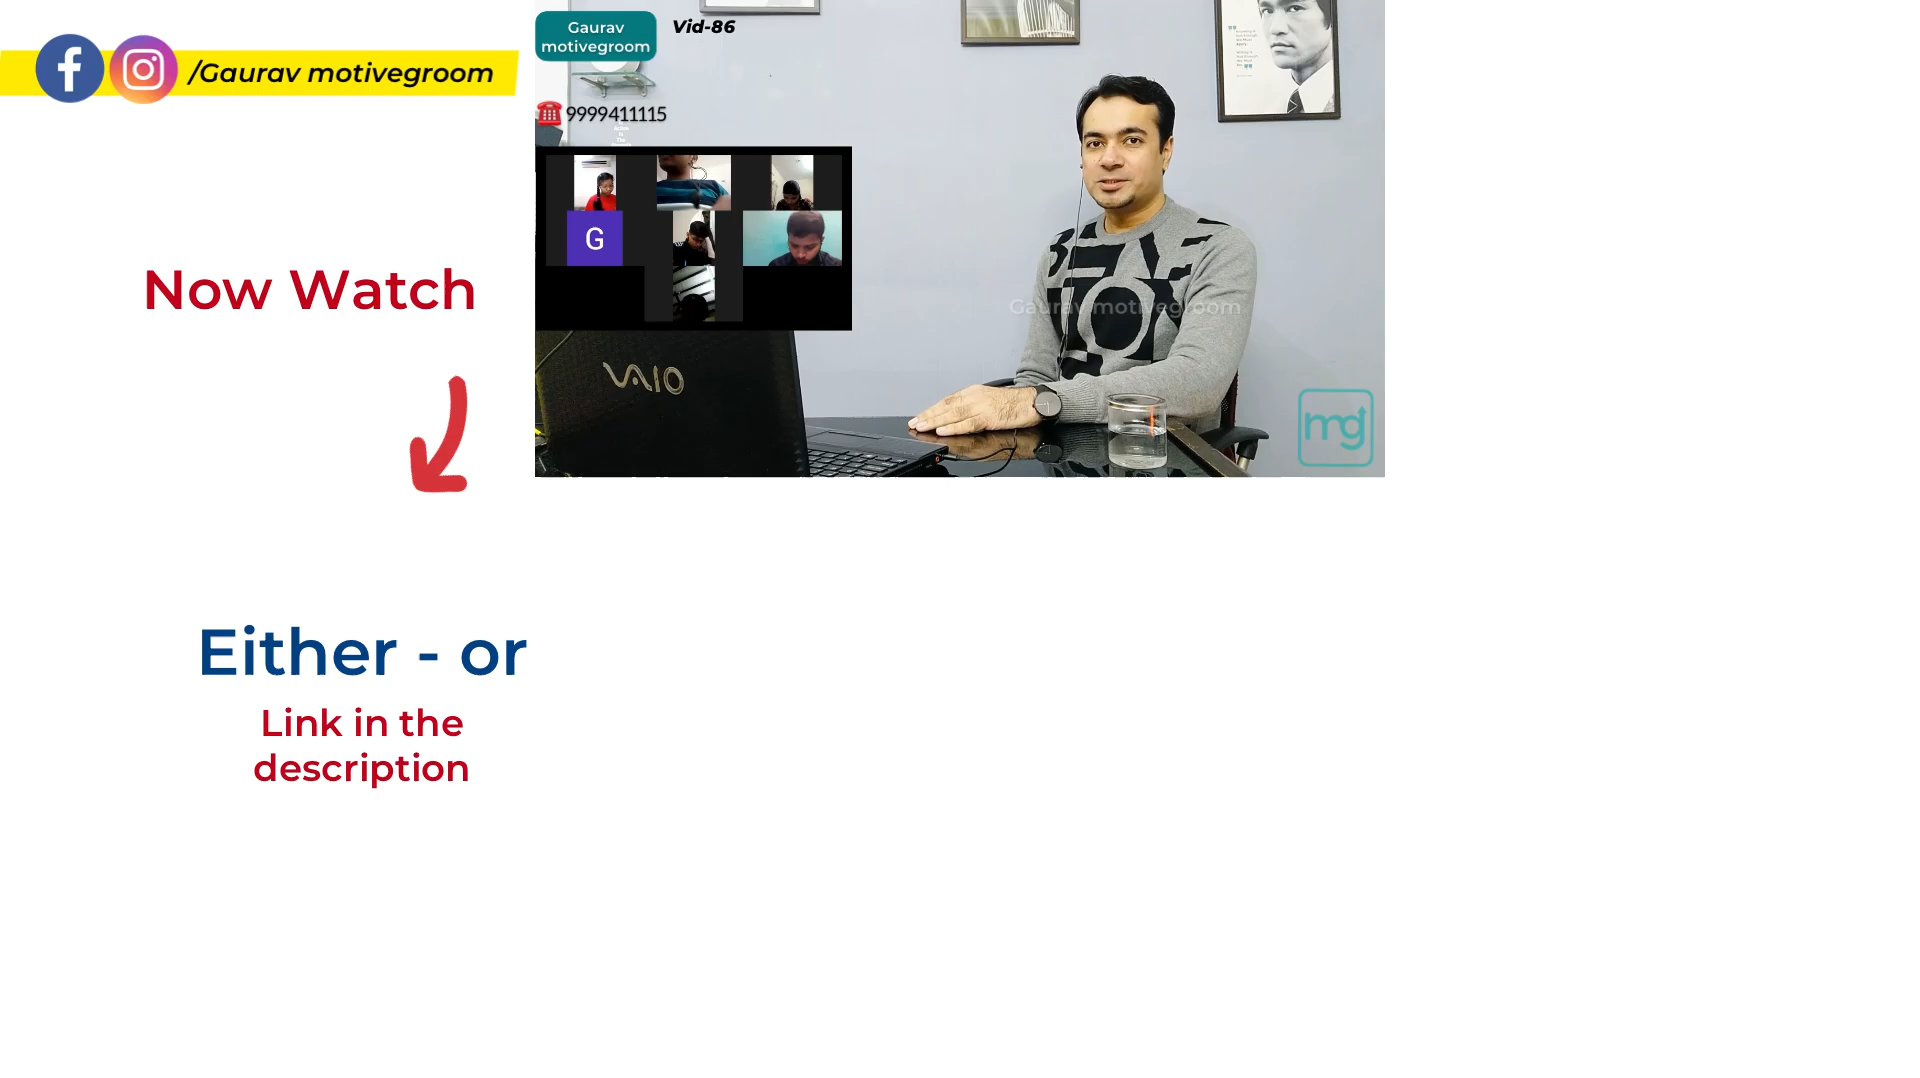 /Gaurav motivegroom
Gaurav
motivegroom
Vid-86
9999411115
G
VAIO
Gaurav motivegroom
mg
Now Watch
Either - or
Link in the
description